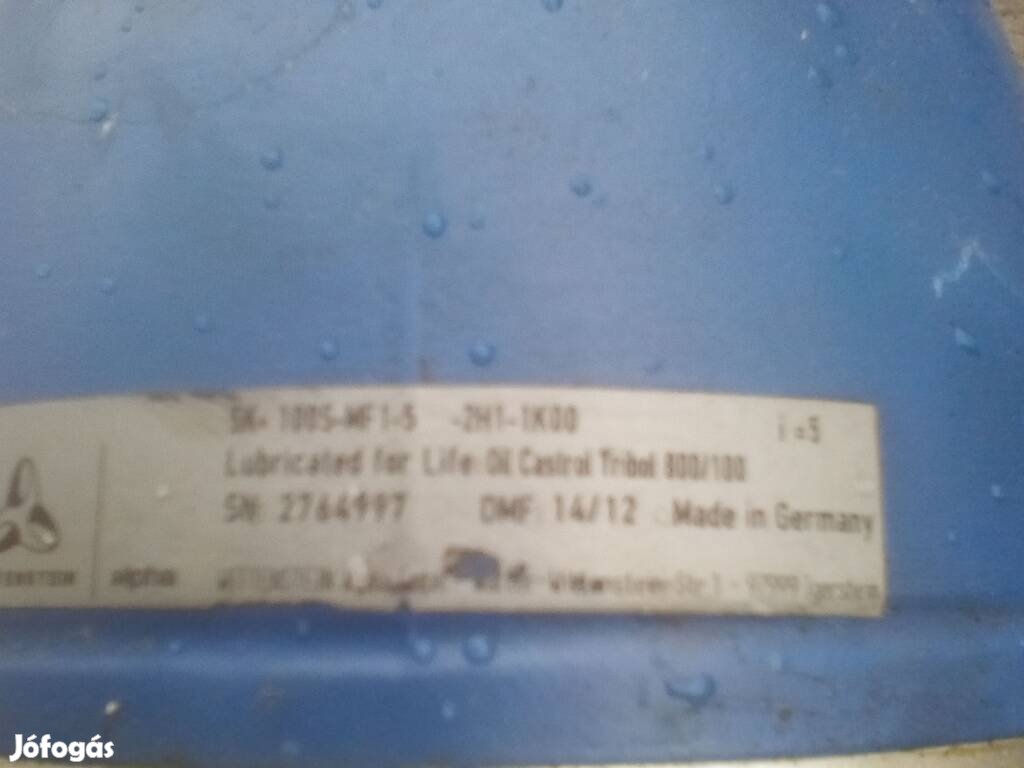 SK- 100S-MF1-5 -2H1-1K00 i=5
Lubricated for Life: Oil Castrol Tribol 800/100
SN: 2764997 DMF: 14/12 Made in Germany
alpha
Jófogás